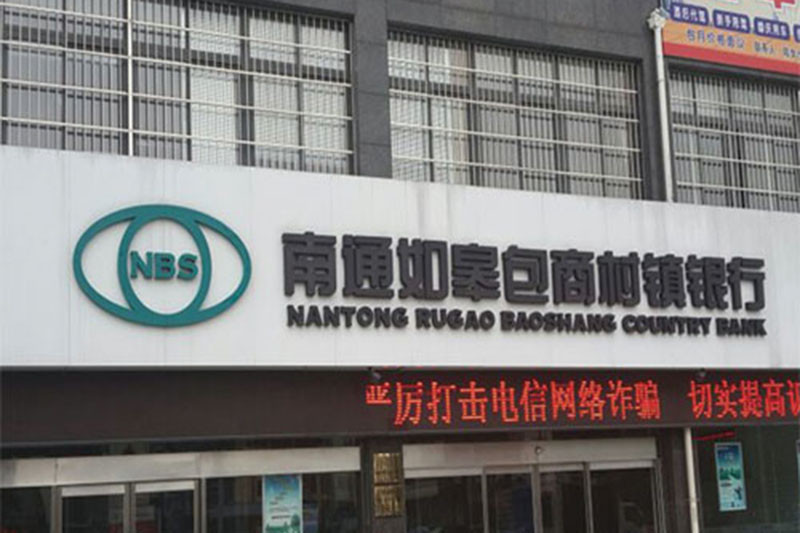 NBS
南通如皋包商村镇银行
NANTONG RUGAO BAOSHANG COUNTRY BANK
严厉打击电信网络诈骗 切实提高